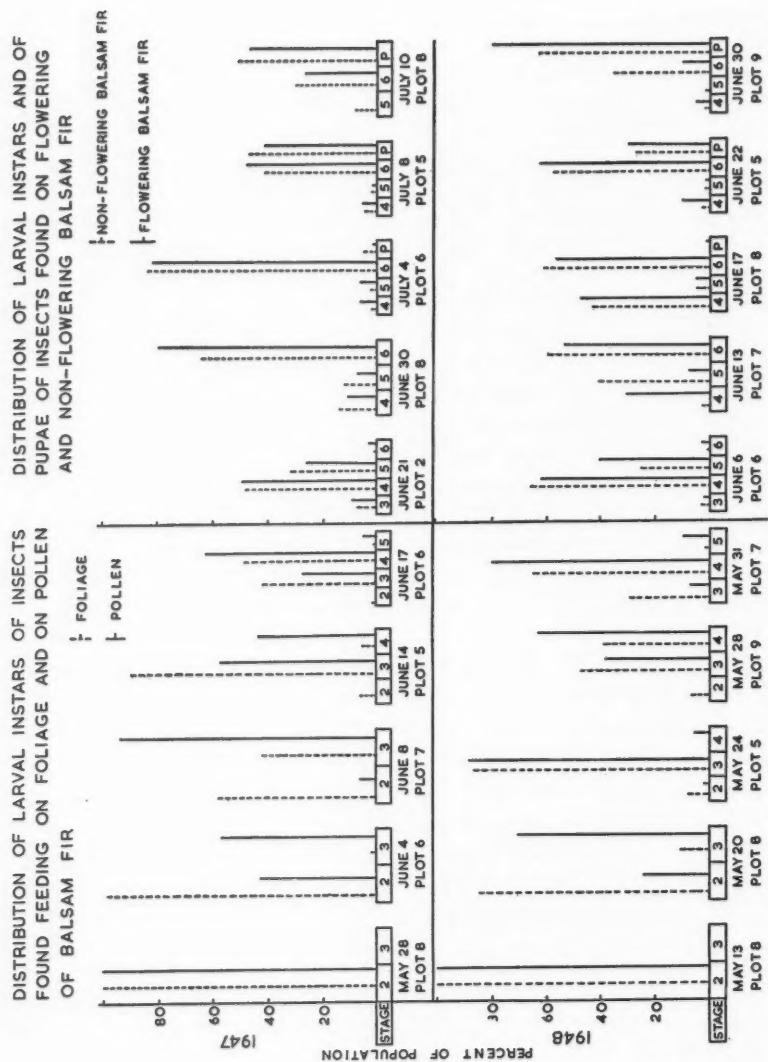 DISTRIBUTION OF LARVAL INSTARS OF INSECTS
FOUND FEEDING ON FOLIAGE AND ON POLLEN
OF BALSAM FIR
FOLIAGE
POLLEN
DISTRIBUTION OF LARVAL INSTARS AND OF
PUPAE OF INSECTS FOUND ON FLOWERING
AND NON-FLOWERING BALSAM FIR
NON-FLOWERING BALSAM FIR
FLOWERING BALSAM FIR
PERCENT OF POPULATION
1947
80
60
40
20
STAGE 2 3 2 3 2 3 2 3 4 2 3 4 5 3 4 5 6 4 5 6 4 5 6 P 4 5 6 P 5 6 P
MAY 28 JUNE 4 JUNE 8 JUNE 14 JUNE 17 JUNE 21 JUNE 30 JULY 4 JULY 8 JULY 10
PLOT 8 PLOT 6 PLOT 7 PLOT 5 PLOT 6 PLOT 2 PLOT 8 PLOT 6 PLOT 5 PLOT 8
1948
80
60
40
20
STAGE 2 3 2 3 2 3 4 2 3 4 3 4 5 3 4 5 6 4 5 6 4 5 6 P 4 5 6 P 4 5 6 P
MAY 13 MAY 20 MAY 24 MAY 28 MAY 31 JUNE 6 JUNE 13 JUNE 17 JUNE 22 JUNE 30
PLOT 8 PLOT 8 PLOT 5 PLOT 9 PLOT 7 PLOT 6 PLOT 7 PLOT 8 PLOT 5 PLOT 9